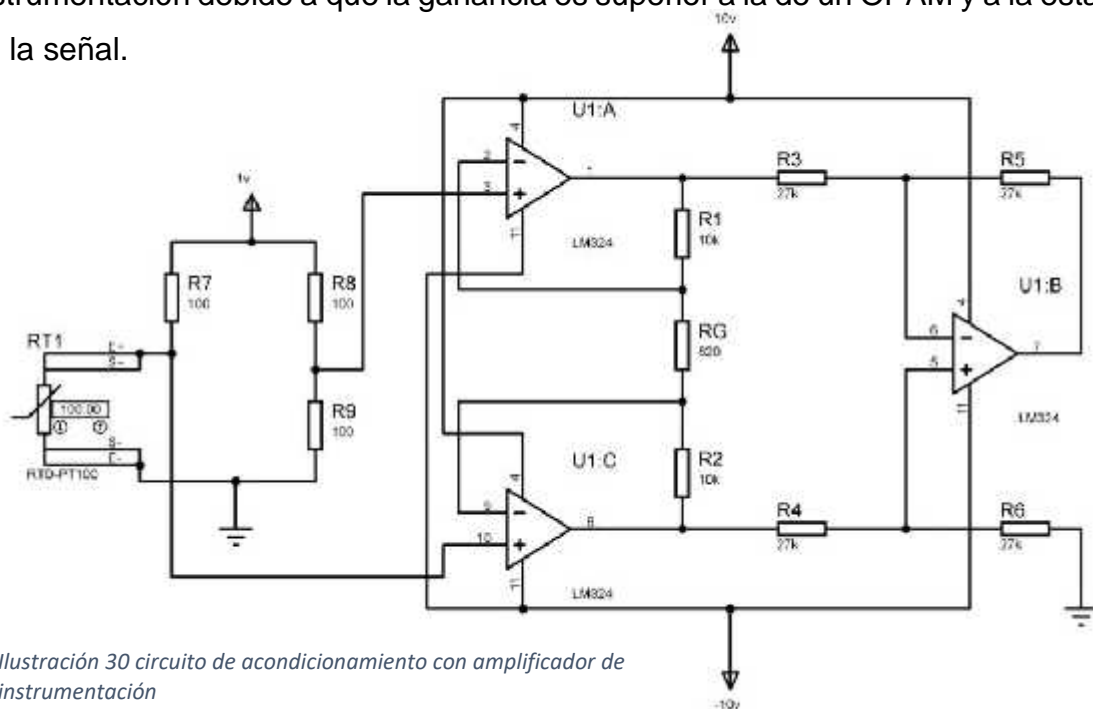 strumentación debido a que la ganancia es superior a la de un OPAM y a la esta
la señal.
10v
U1:A
4
2
3
1
11
LM324
R3
27k
R5
27k
1v
R7
100
R8
100
R1
10k
U1:B
4
6
5
7
11
LM324
RT1
100.00
RTD-PT100
RG
820
R9
100
U1:C
4
9
10
8
11
LM324
R2
10k
R4
27k
R6
27k
-10v
Ilustración 30 circuito de acondicionamiento con amplificador de
instrumentación